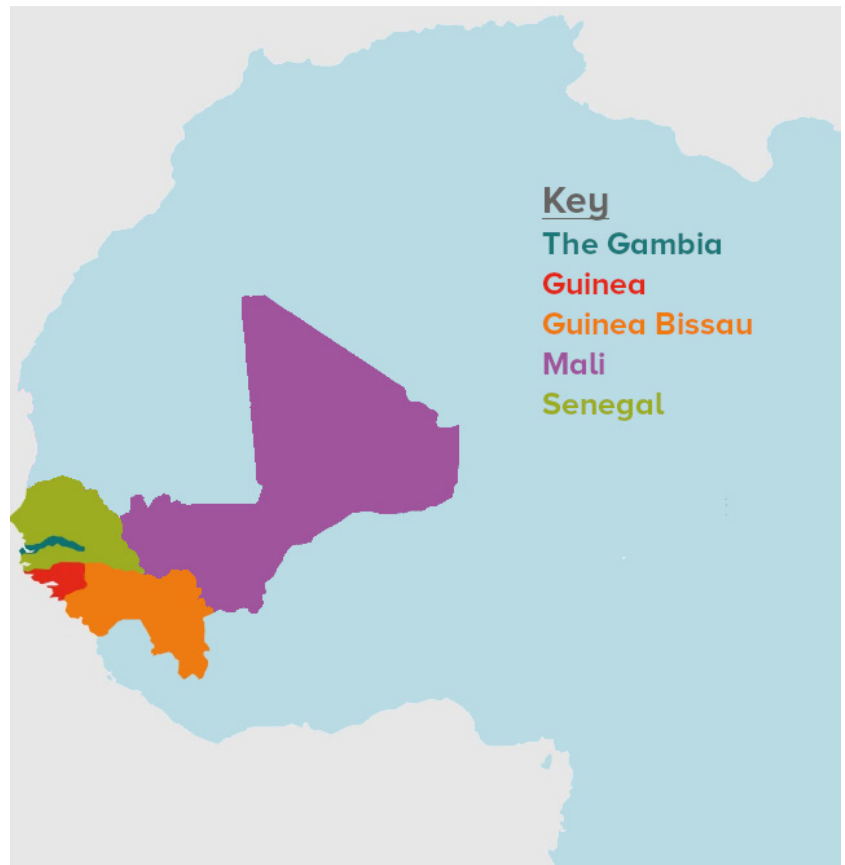 Key
The Gambia
Guinea
Guinea Bissau
Mali
Senegal